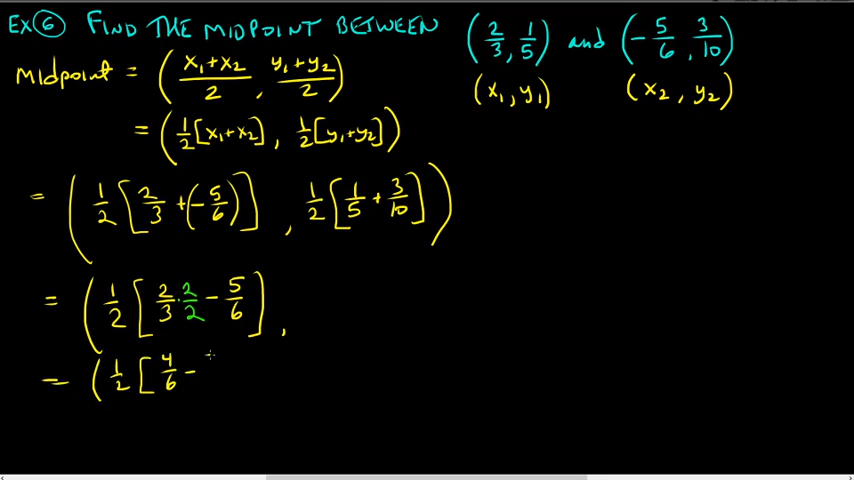 Ex ⑥ FIND THE MIDPOINT BETWEEN (2/3, 1/5) and (-5/6, 3/10)
Midpoint = ((x₁+x₂)/2, (y₁+y₂)/2) (x₁, y₁) (x₂, y₂)
= (1/2[x₁+x₂], 1/2[y₁+y₂])
= (1/2[2/3+(-5/6)], 1/2[1/5+3/10])
= (1/2[2/3·2/2-5/6],
= (1/2[4/6-